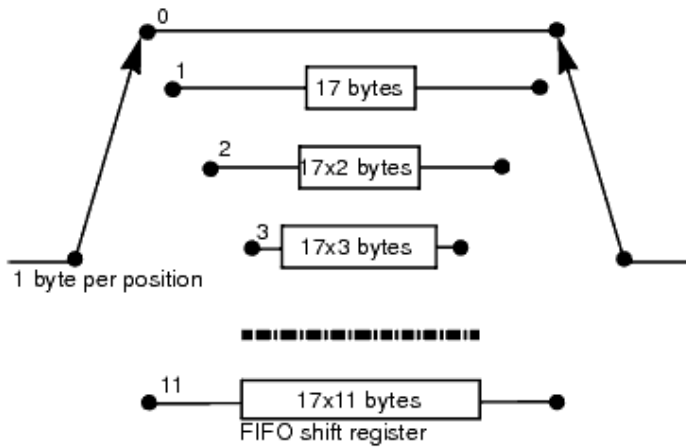 0
1
17 bytes
2
17x2 bytes
3
17x3 bytes
1 byte per position
11
17x11 bytes
FIFO shift register